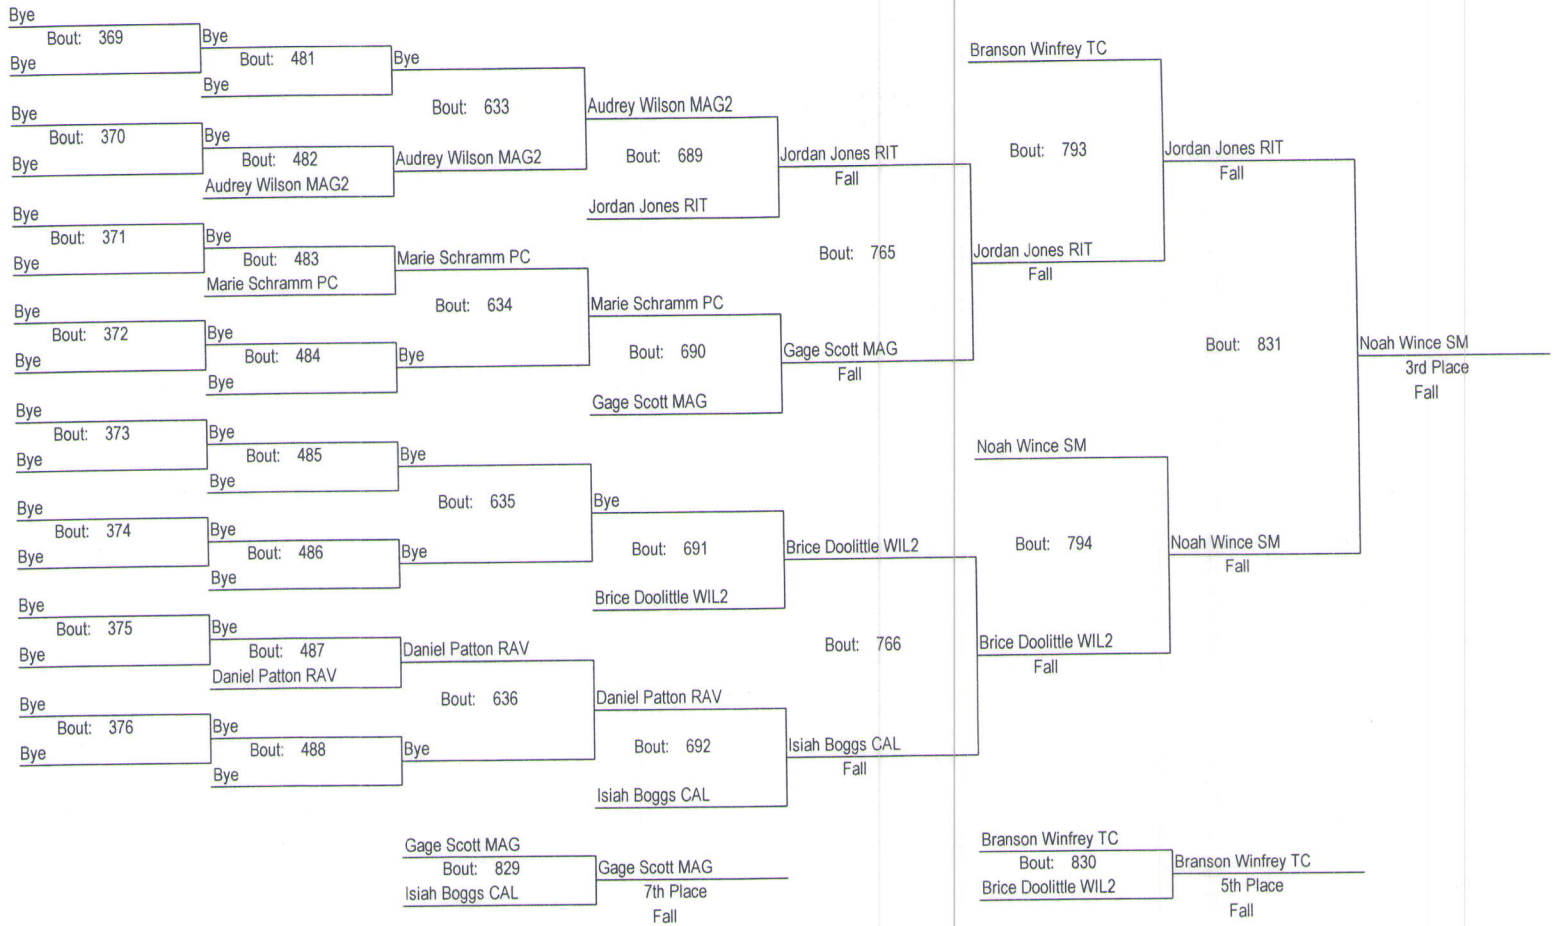 Bye
Bout: 369
Bye
Bye
Bout: 481
Bye
Bye
Bout: 370
Bye
Bye
Bout: 482
Audrey Wilson MAG2
Bye
Bout: 633
Audrey Wilson MAG2
Bye
Bout: 371
Bye
Bye
Bout: 483
Marie Schramm PC
Bye
Bout: 372
Bye
Bye
Bout: 484
Bye
Marie Schramm PC
Bout: 634
Bye
Bye
Bout: 373
Bye
Bye
Bout: 485
Bye
Bye
Bout: 374
Bye
Bye
Bout: 486
Bye
Bye
Bout: 635
Bye
Bye
Bout: 375
Bye
Bye
Bout: 487
Daniel Patton RAV
Bye
Bout: 376
Bye
Bye
Bout: 488
Bye
Daniel Patton RAV
Bout: 636
Bye
Audrey Wilson MAG2
Bout: 689
Jordan Jones RIT
Marie Schramm PC
Bout: 690
Gage Scott MAG
Bye
Bout: 691
Brice Doolittle WIL2
Daniel Patton RAV
Bout: 692
Isiah Boggs CAL
Jordan Jones RIT
Fall
Bout: 765
Gage Scott MAG
Fall
Brice Doolittle WIL2
Bout: 766
Isiah Boggs CAL
Fall
Branson Winfrey TC
Bout: 793
Jordan Jones RIT
Fall
Noah Wince SM
Bout: 794
Brice Doolittle WIL2
Fall
Jordan Jones RIT
Fall
Bout: 831
Noah Wince SM
Fall
Noah Wince SM
3rd Place
Fall
Gage Scott MAG
Bout: 829
Isiah Boggs CAL
Gage Scott MAG
7th Place
Fall
Branson Winfrey TC
Bout: 830
Brice Doolittle WIL2
Branson Winfrey TC
5th Place
Fall